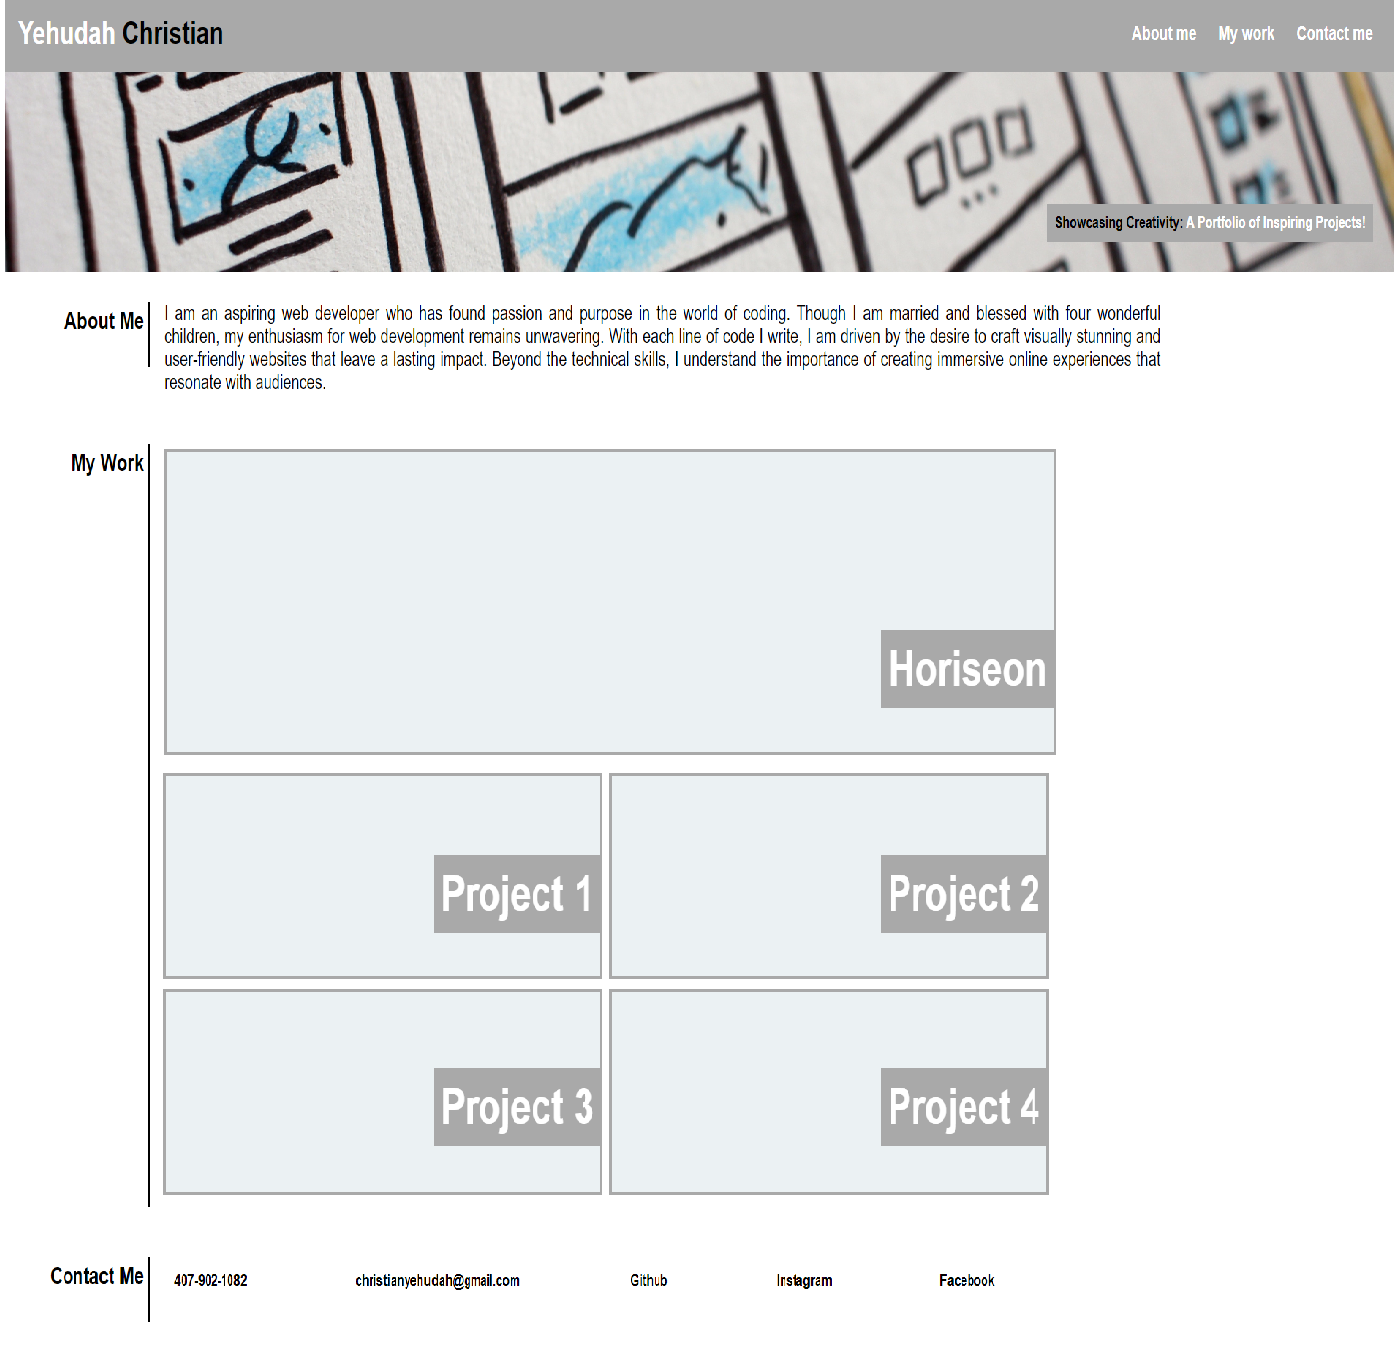 Yehudah Christian
About me My work Contact me
Showcasing Creativity: A Portfolio of Inspiring Projects!
About Me
I am an aspiring web developer who has found passion and purpose in the world of coding. Though I am married and blessed with four wonderful
children, my enthusiasm for web development remains unwavering. With each line of code I write, I am driven by the desire to craft visually stunning and
user-friendly websites that leave a lasting impact. Beyond the technical skills, I understand the importance of creating immersive online experiences that
resonate with audiences.
My Work
Horiseon
Project 1
Project 2
Project 3
Project 4
Contact Me
407-902-1082 christianyehudah@gmail.com Github Instagram Facebook